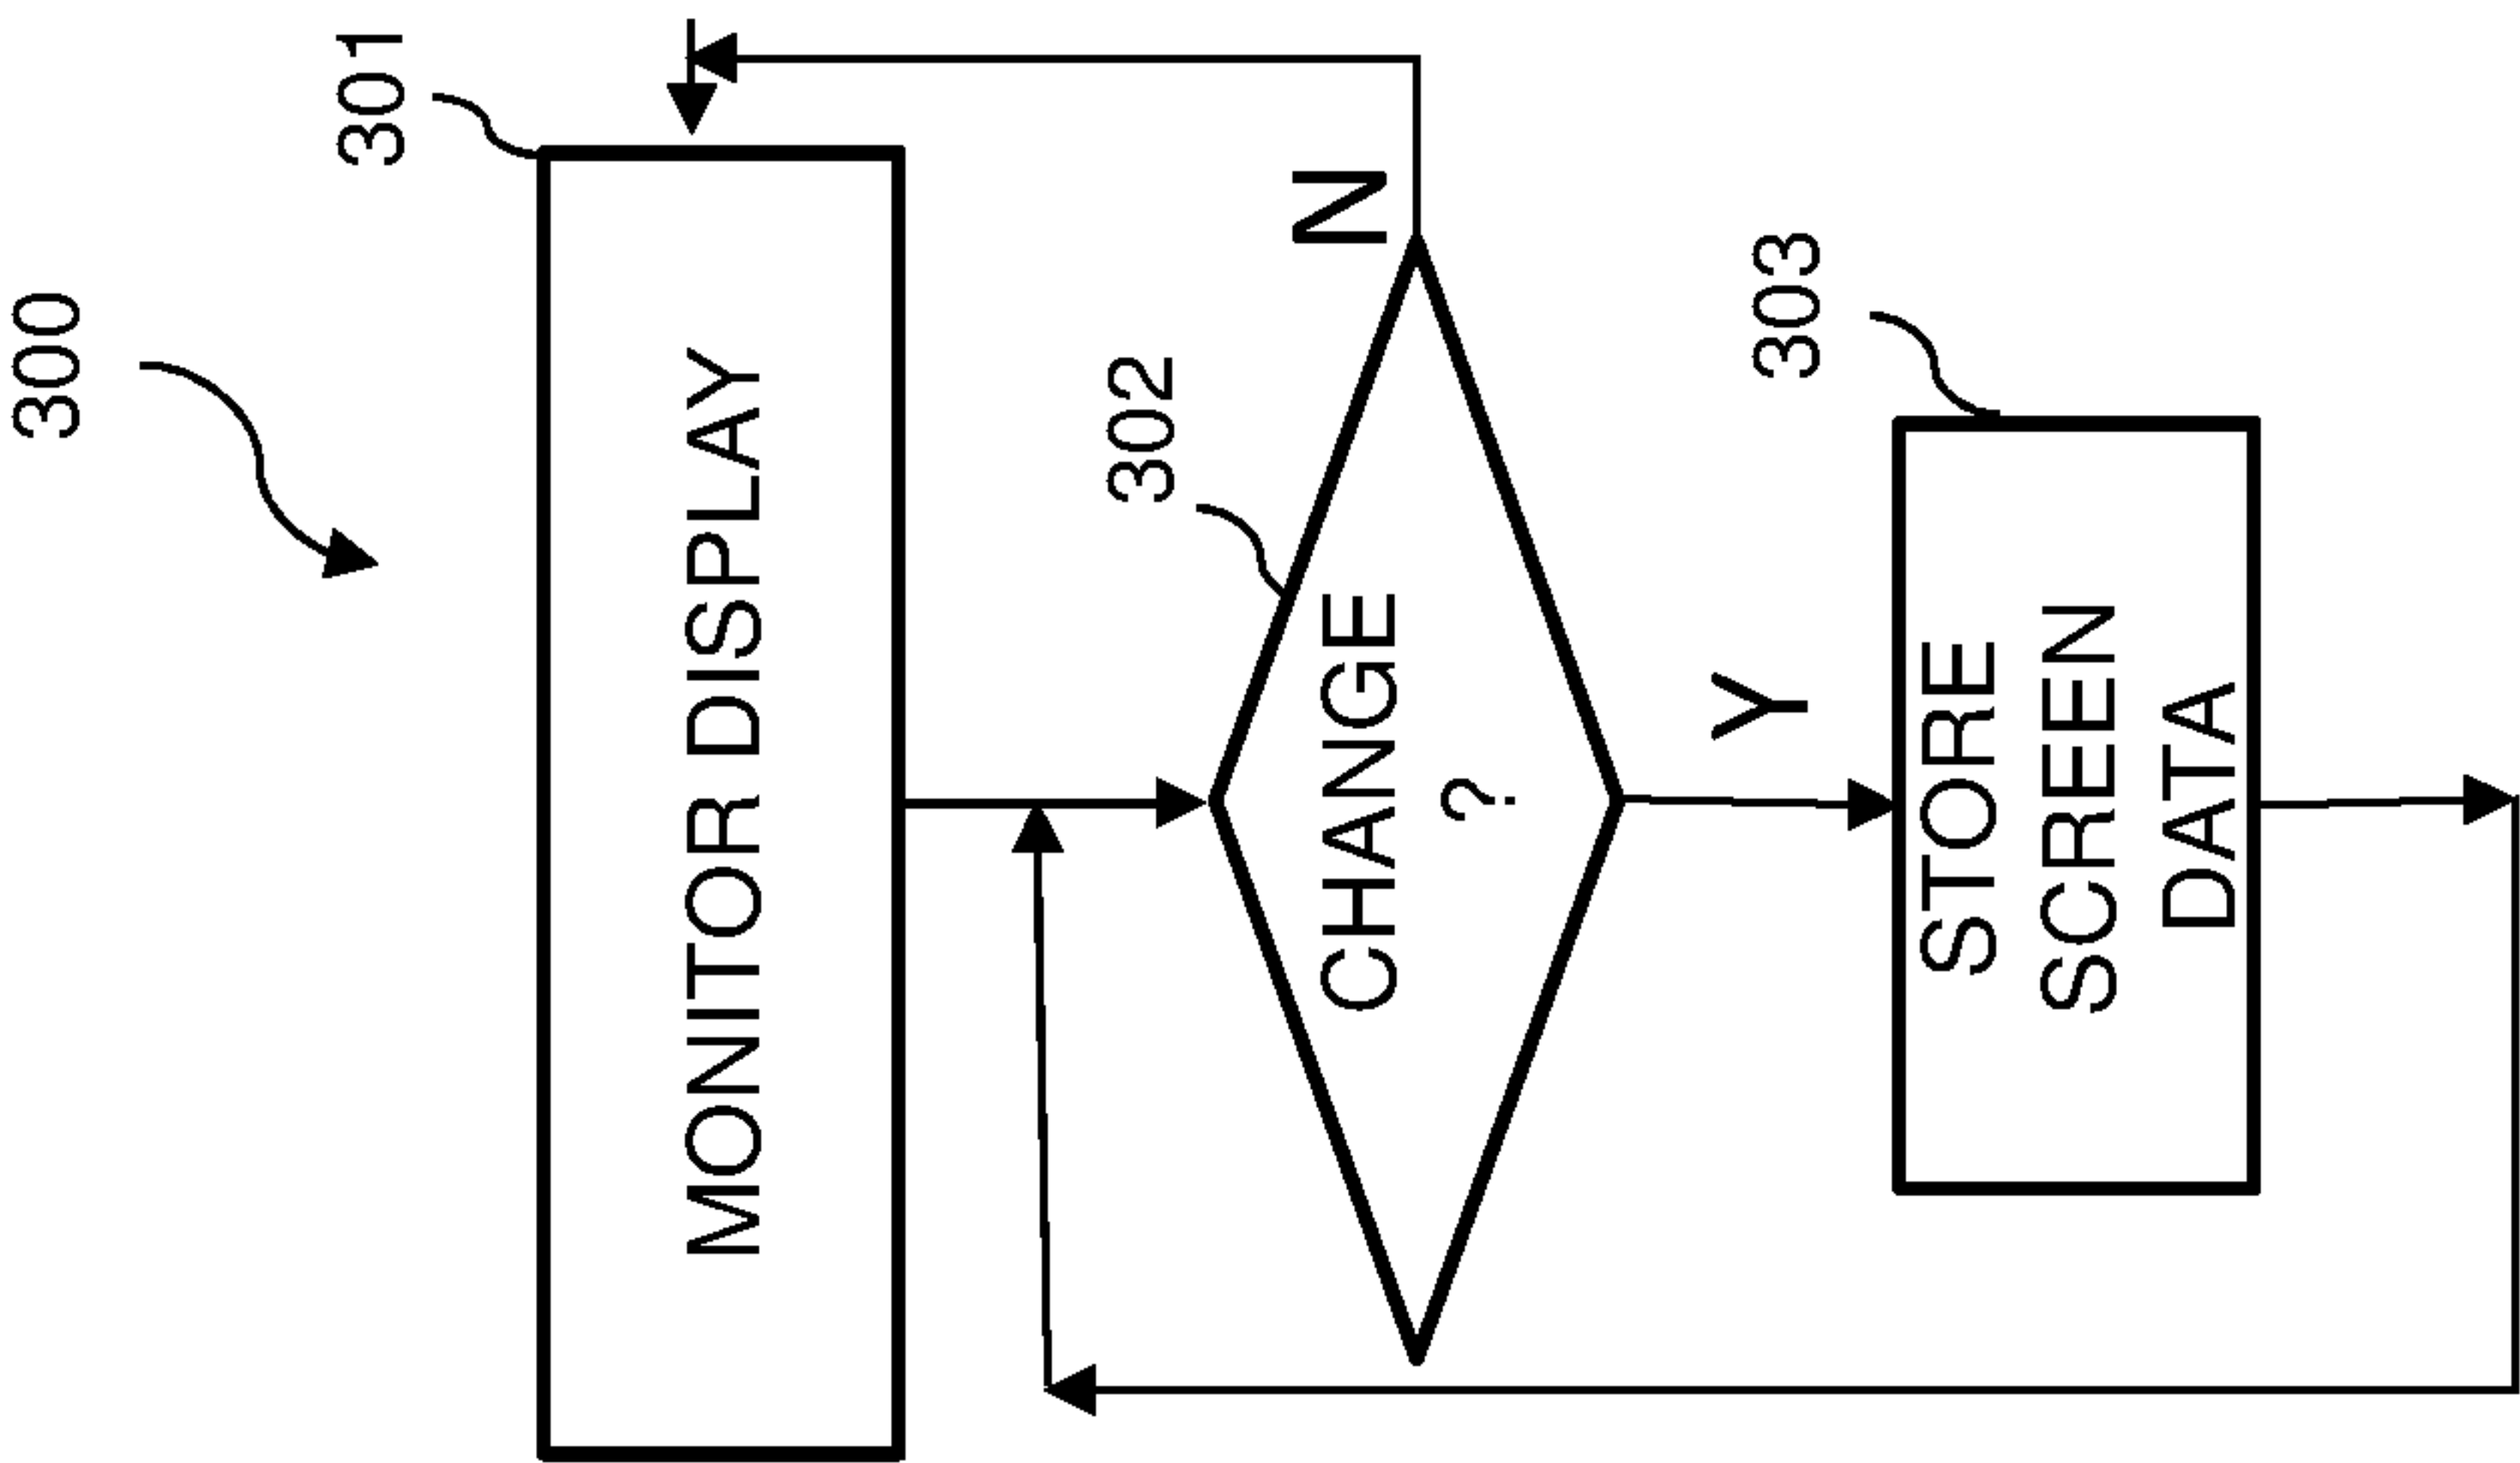 300
301
MONITOR DISPLAY
302
CHANGE
?
N
Y
303
STORE
SCREEN
DATA